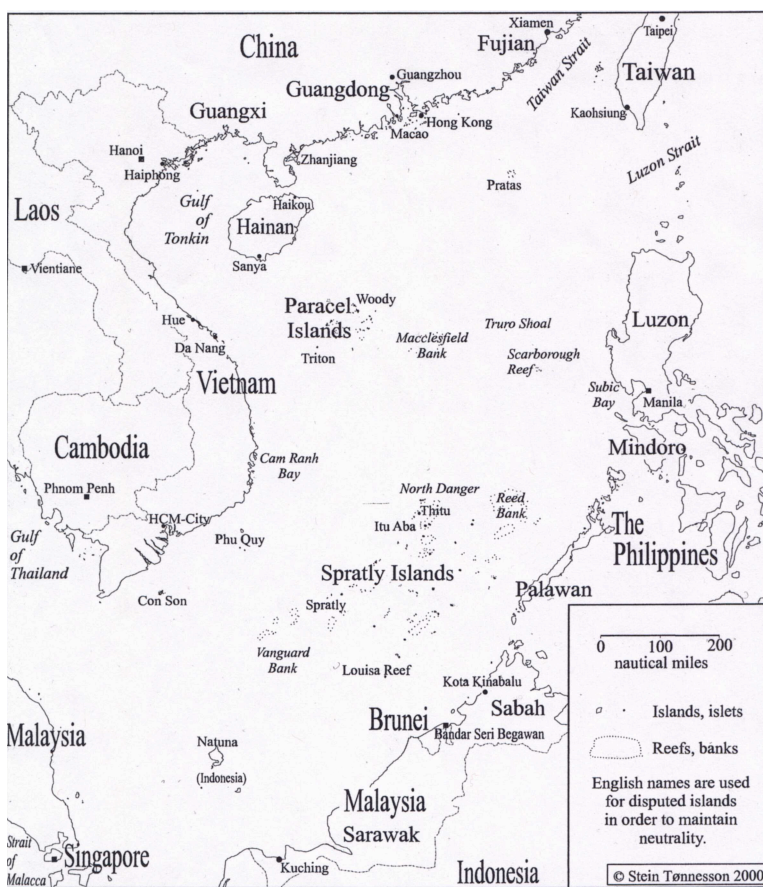 Xiamen
Taipei
China
Fujian
Taiwan Strait
Taiwan
Guangzhou
Guangdong
Guangxi
Kaohsiung
Hong Kong
Macao
Hanoi
Haiphong
Zhanjiang
Luzon Strait
Pratas
Laos
Gulf
of
Tonkin
Haikou
Hainan
Sanya
Vientiane
Paracel
Islands
Woody
Luzon
Hue
Da Nang
Triton
Macclesfield
Bank
Truro Shoal
Scarborough
Reef
Vietnam
Subic
Bay
Manila
Cambodia
Mindoro
Cam Ranh
Bay
Phnom Penh
North Danger
Thitu
Reed
Bank
HCM-City
Itu Aba
The
Philippines
Gulf
of
Thailand
Phu Quy
Spratly Islands
Palawan
Con Son
Spratly
Vanguard
Bank
Louisa Reef
Kota Kinabalu
Sabah
Brunei
Bandar Seri Begawan
Malaysia
Natuna
(Indonesia)
Malaysia
Sarawak
Strait
of
Malacca
Singapore
Kuching
Indonesia
0 100 200
nautical miles
Islands, islets
Reefs, banks
English names are used
for disputed islands
in order to maintain
neutrality.
© Stein Tønnesson 2000